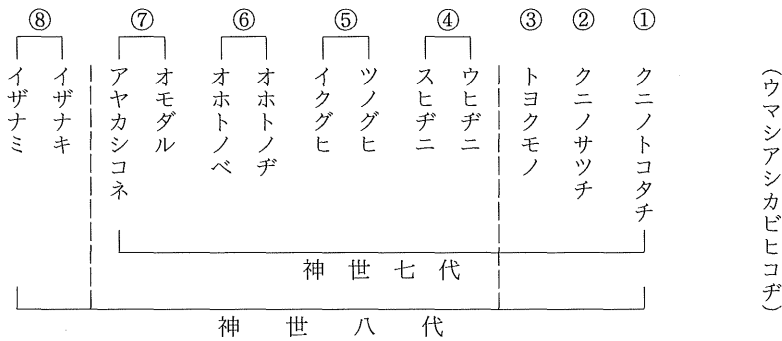 (ウマシアシカビヒコヂ)
①
クニノトコタチ
②
クニノサツチ
③
トヨクモノ
④
ウヒヂニ
スヒヂニ
⑤
ツノグヒ
イクグヒ
⑥
オホトノヂ
オホトノベ
⑦
オモダル
アヤカシコネ
⑧
イザナキ
イザナミ
神世七代
神世八代